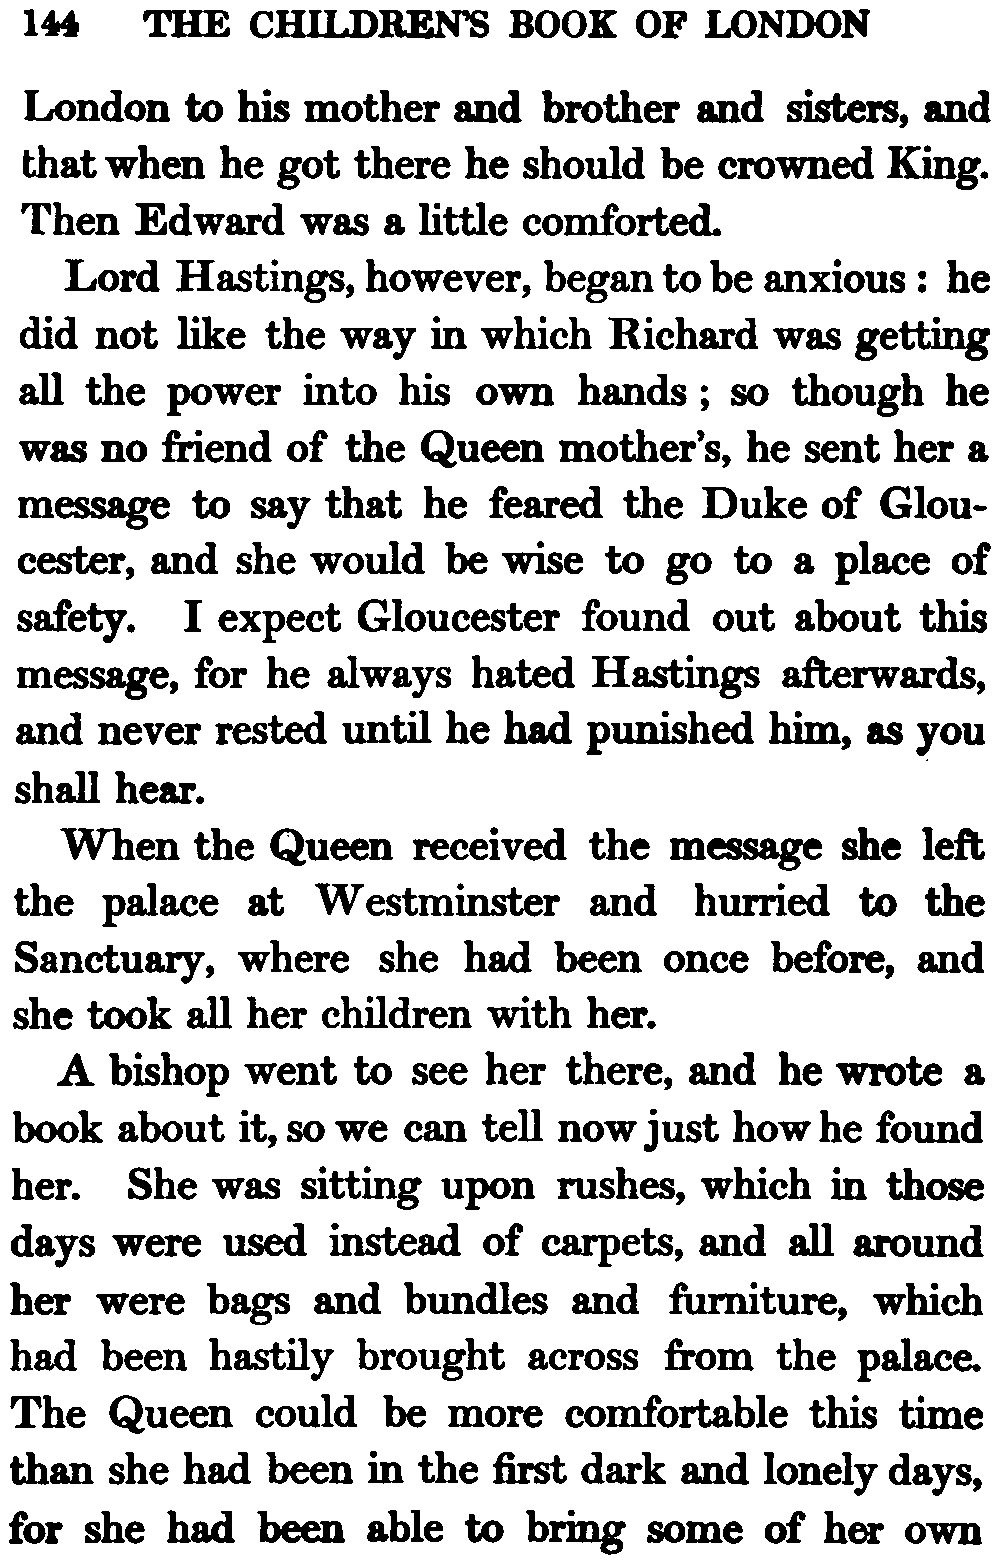 144 THE CHILDREN'S BOOK OF LONDON
London to his mother and brother and sisters, and
that when he got there he should be crowned King.
Then Edward was a little comforted.
Lord Hastings, however, began to be anxious : he
did not like the way in which Richard was getting
all the power into his own hands ; so though he
was no friend of the Queen mother's, he sent her a
message to say that he feared the Duke of Glou-
cester, and she would be wise to go to a place of
safety. I expect Gloucester found out about this
message, for he always hated Hastings afterwards,
and never rested until he had punished him, as you
shall hear.
When the Queen received the message she left
the palace at Westminster and hurried to the
Sanctuary, where she had been once before, and
she took all her children with her.
A bishop went to see her there, and he wrote a
book about it, so we can tell now just how he found
her. She was sitting upon rushes, which in those
days were used instead of carpets, and all around
her were bags and bundles and furniture, which
had been hastily brought across from the palace.
The Queen could be more comfortable this time
than she had been in the first dark and lonely days,
for she had been able to bring some of her own